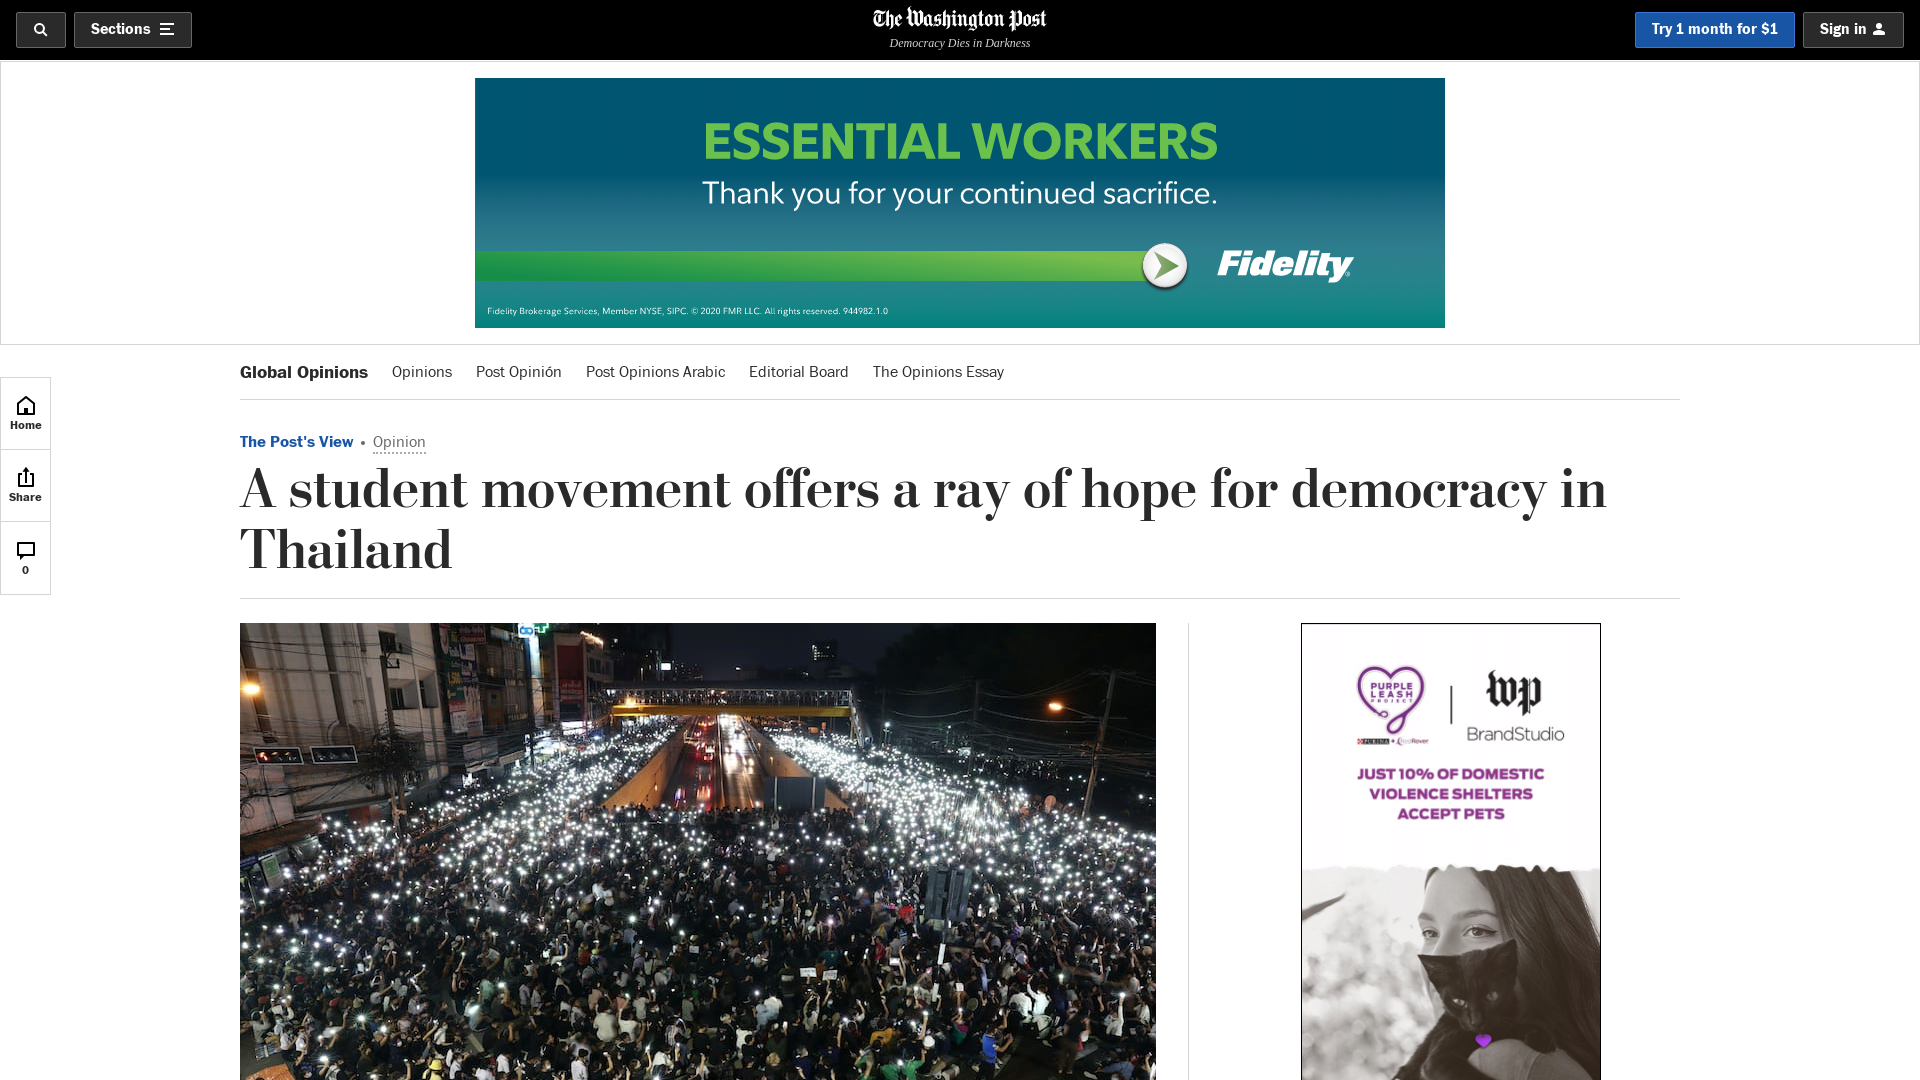 Sections
The Washington Post
Democracy Dies in Darkness
Try 1 month for $1
Sign in
ESSENTIAL WORKERS
Thank you for your continued sacrifice.
Fidelity
Fidelity Brokerage Services, Member NYSE, SIPC. © 2020 FMR LLC. All rights reserved. 944982.1.0
Global Opinions Opinions Post Opinión Post Opinions Arabic Editorial Board The Opinions Essay
Home
Share
0
The Post's View • Opinion
A student movement offers a ray of hope for democracy in
Thailand
PURPLE
LEASH
PROJECT
PURINA + RedRover
wp
BrandStudio
JUST 10% OF DOMESTIC
VIOLENCE SHELTERS
ACCEPT PETS